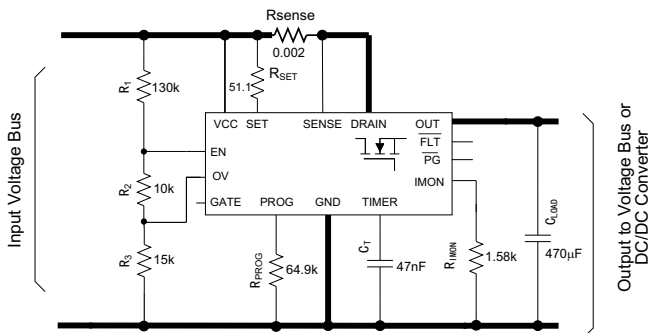 Rsense
0.002
R1
130k
51.1
RSET
VCC
SET
SENSE
DRAIN
OUT
FLT
PG
IMON
EN
OV
GATE
PROG
GND
TIMER
R2
10k
R3
15k
RPROG
64.9k
CT
47nF
RIMON
1.58k
CLOAD
470µF
Input Voltage Bus
Output to Voltage Bus or
DC/DC Converter